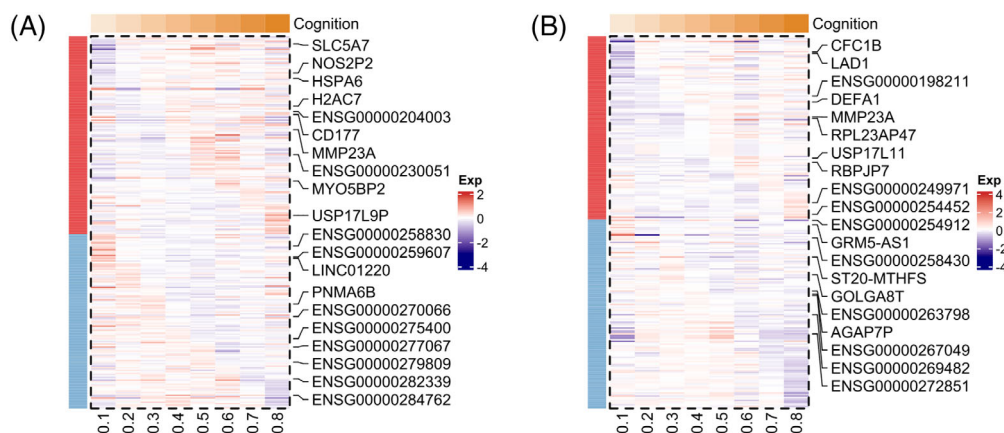 (A)
Cognition
SLC5A7
NOS2P2
HSPA6
H2AC7
ENSG00000204003
CD177
MMP23A
ENSG00000230051
MYO5BP2
USP17L9P
ENSG00000258830
ENSG00000259607
LINC01220
PNMA6B
ENSG00000270066
ENSG00000275400
ENSG00000277067
ENSG00000279809
ENSG00000282339
ENSG00000284762
Exp
2
0
-2
-4
0.1 0.2 0.3 0.4 0.5 0.6 0.7 0.8
(B)
Cognition
CFC1B
LAD1
ENSG00000198211
DEFA1
MMP23A
RPL23AP47
USP17L11
RBPJP7
ENSG00000249971
ENSG00000254452
ENSG00000254912
GRM5-AS1
ENSG00000258430
ST20-MTHFS
GOLGA8T
ENSG00000263798
AGAP7P
ENSG00000267049
ENSG00000269482
ENSG00000272851
Exp
4
2
0
-2
-4
0.1 0.2 0.3 0.4 0.5 0.6 0.7 0.8